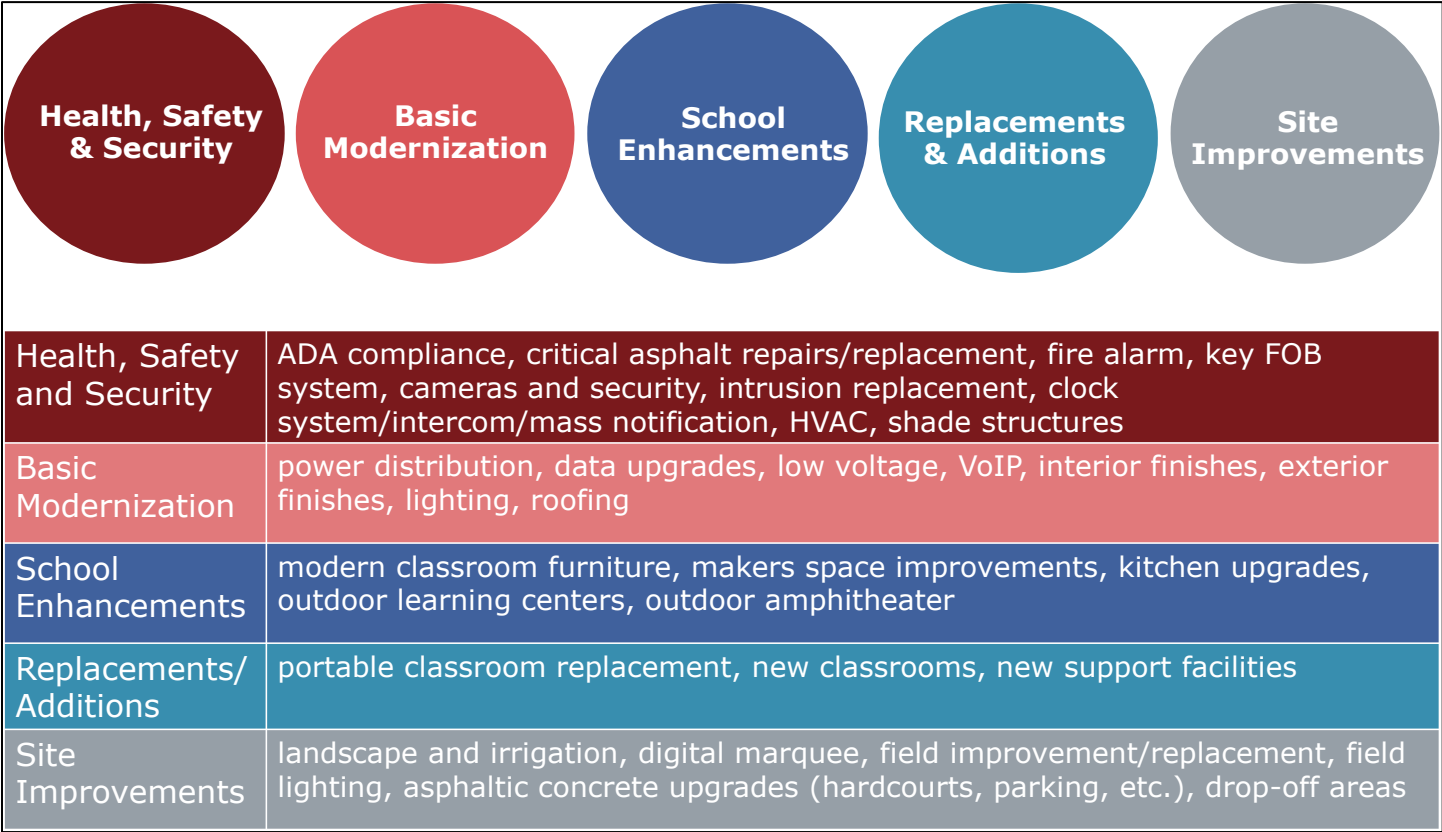 Health, Safety
& Security
Basic
Modernization
School
Enhancements
Replacements
& Additions
Site
Improvements
Health, Safety
and Security
ADA compliance, critical asphalt repairs/replacement, fire alarm, key FOB
system, cameras and security, intrusion replacement, clock
system/intercom/mass notification, HVAC, shade structures
Basic
Modernization
power distribution, data upgrades, low voltage, VoIP, interior finishes, exterior
finishes, lighting, roofing
School
Enhancements
modern classroom furniture, makers space improvements, kitchen upgrades,
outdoor learning centers, outdoor amphitheater
Replacements/
Additions
portable classroom replacement, new classrooms, new support facilities
Site
Improvements
landscape and irrigation, digital marquee, field improvement/replacement, field
lighting, asphaltic concrete upgrades (hardcourts, parking, etc.), drop-off areas